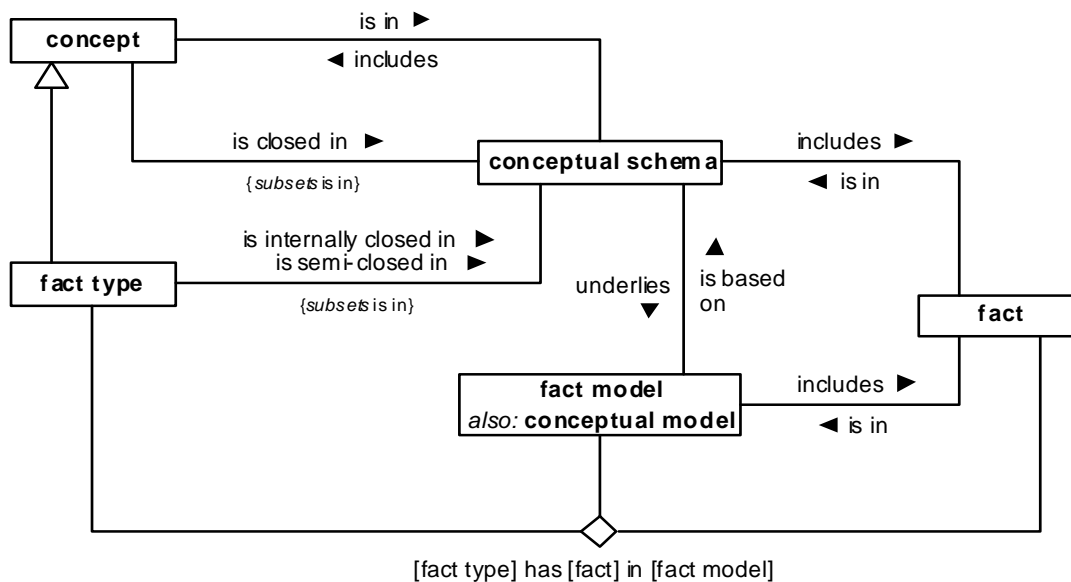 concept
is in ►
◄ includes
is closed in ►
{subsets is in}
conceptual schema
includes ►
◄ is in
is internally closed in ►
is semi-closed in ►
{subsets is in}
fact type
underlies
▼
▲
is based
on
fact
fact model
also: conceptual model
includes ►
◄ is in
[fact type] has [fact] in [fact model]